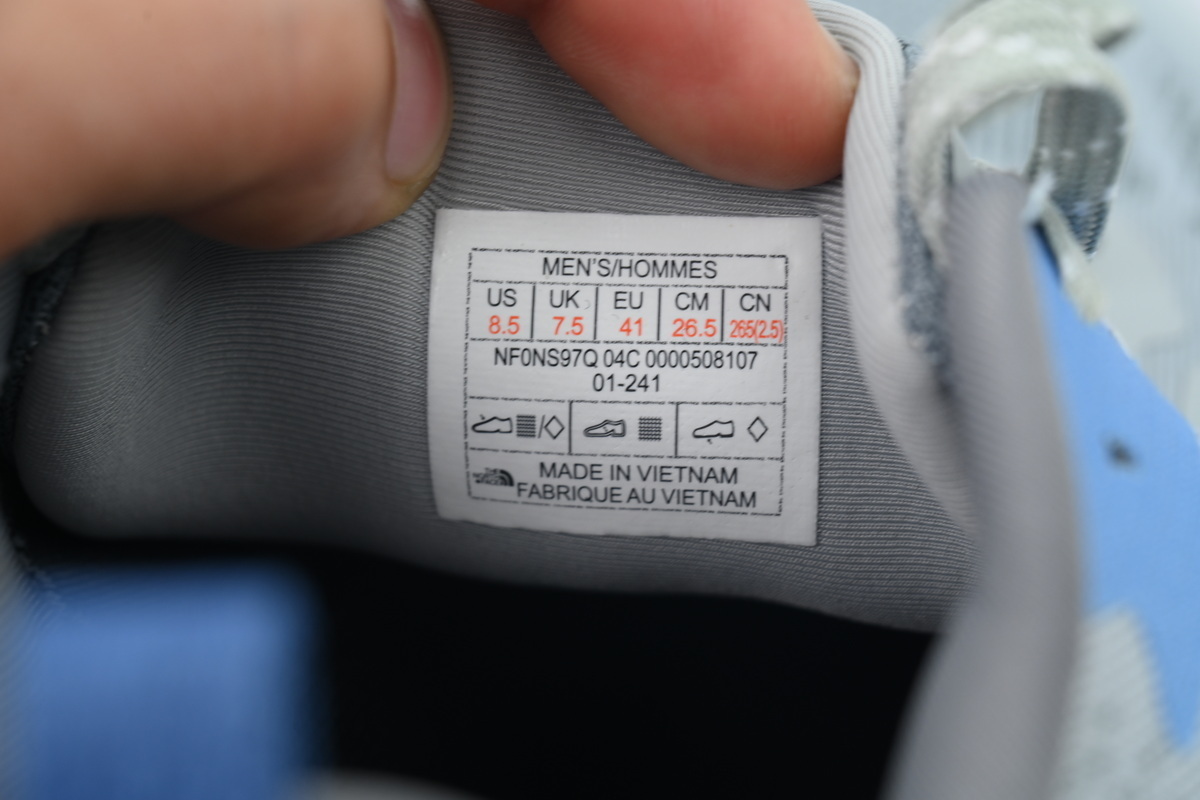 MEN'S/HOMMES
US UK EU CM CN
8.5 7.5 41 26.5 265(2.5)
NF0NS97Q 04C 0000508107
01-241
MADE IN VIETNAM
FABRIQUE AU VIETNAM